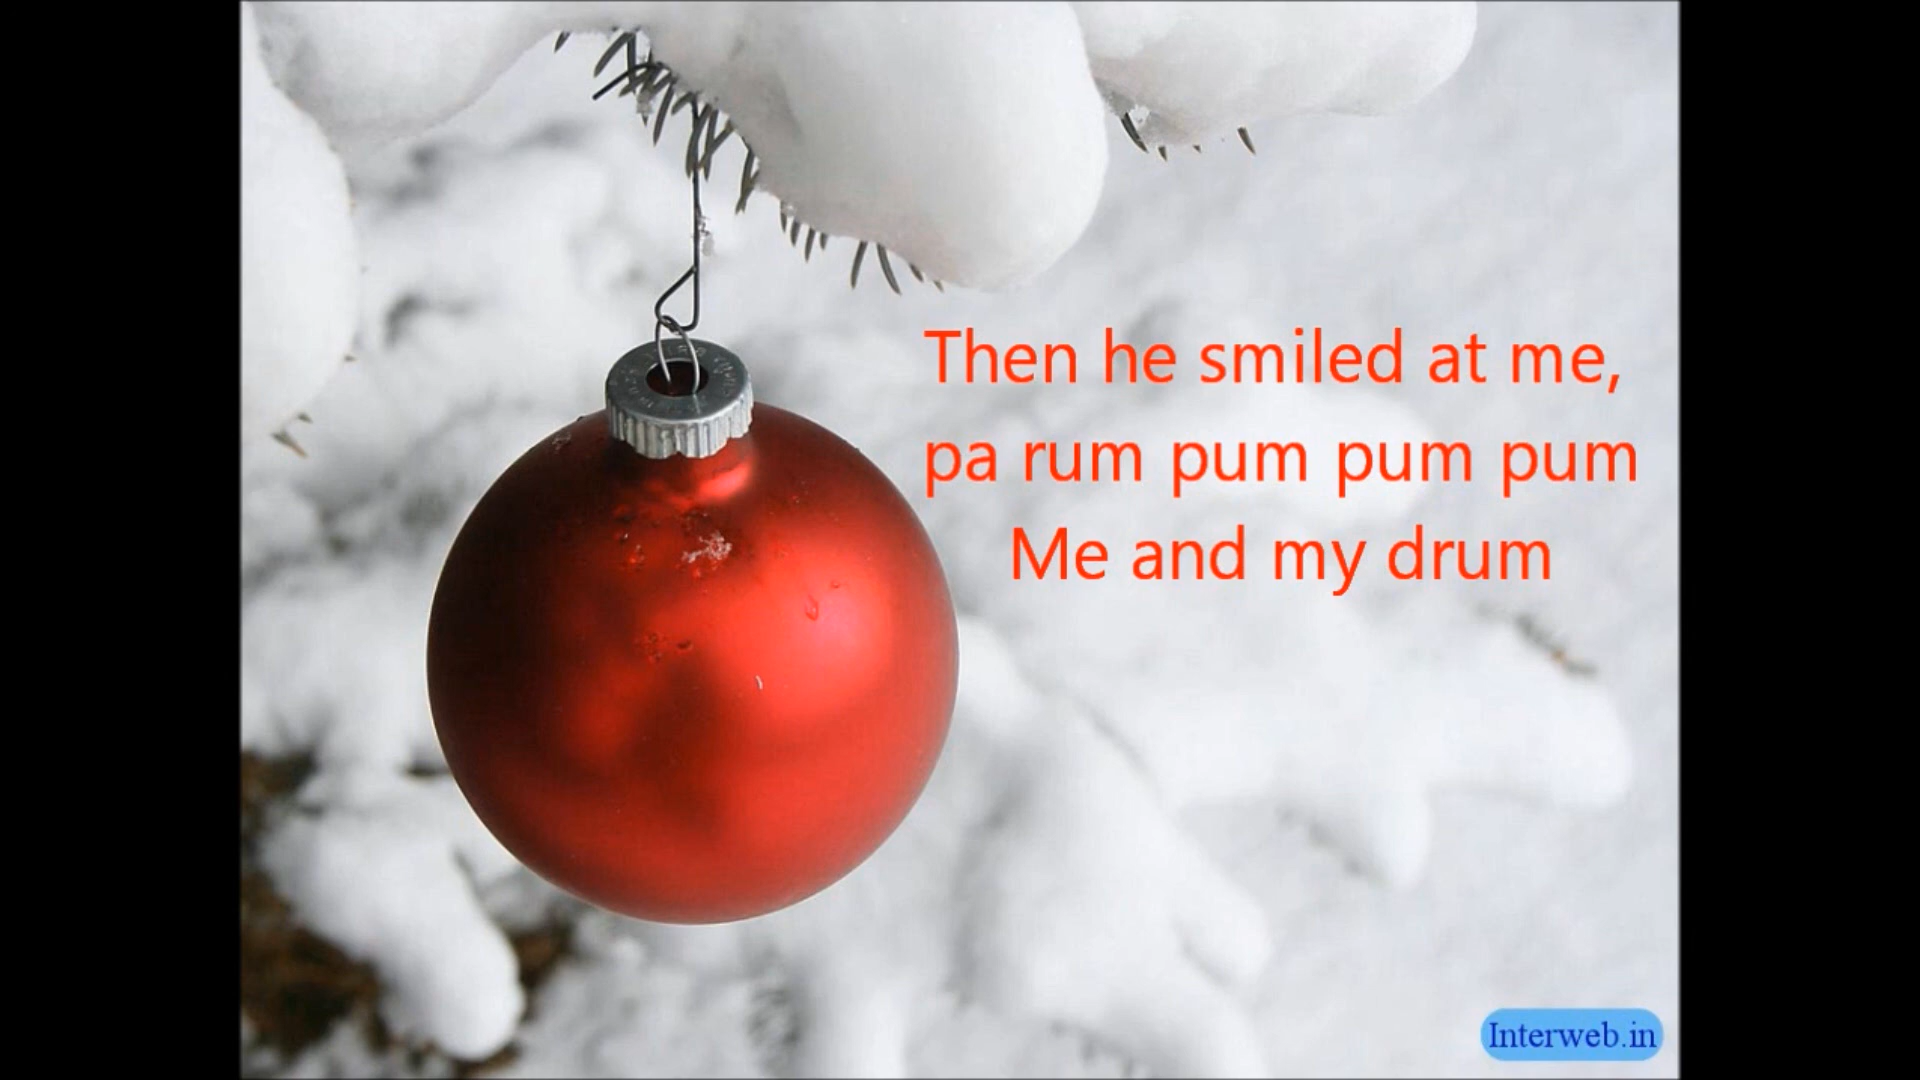 Then he smiled at me,
pa rum pum pum pum
Me and my drum
Interweb.in